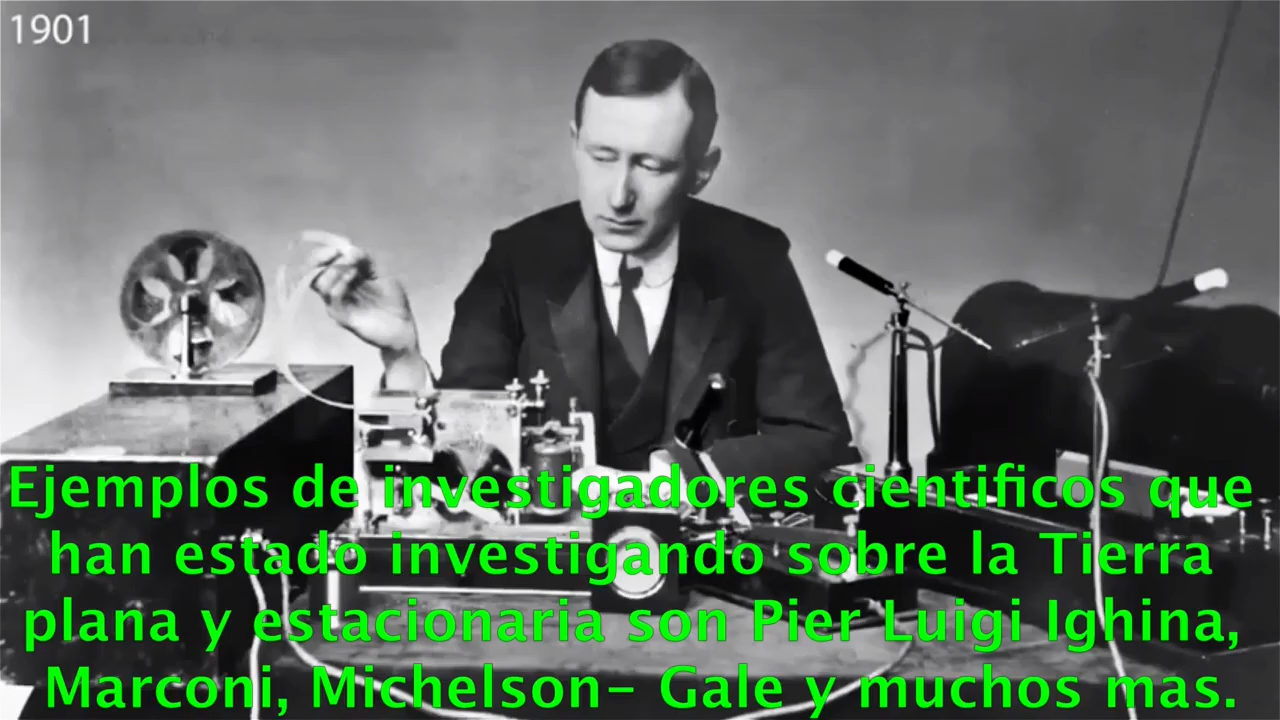 1901
Ejemplos de investigadores cientificos que
han estado investigando sobre la Tierra
plana y estacionaria son Pier Luigi Ighina,
Marconi, Michelson- Gale y muchos mas.